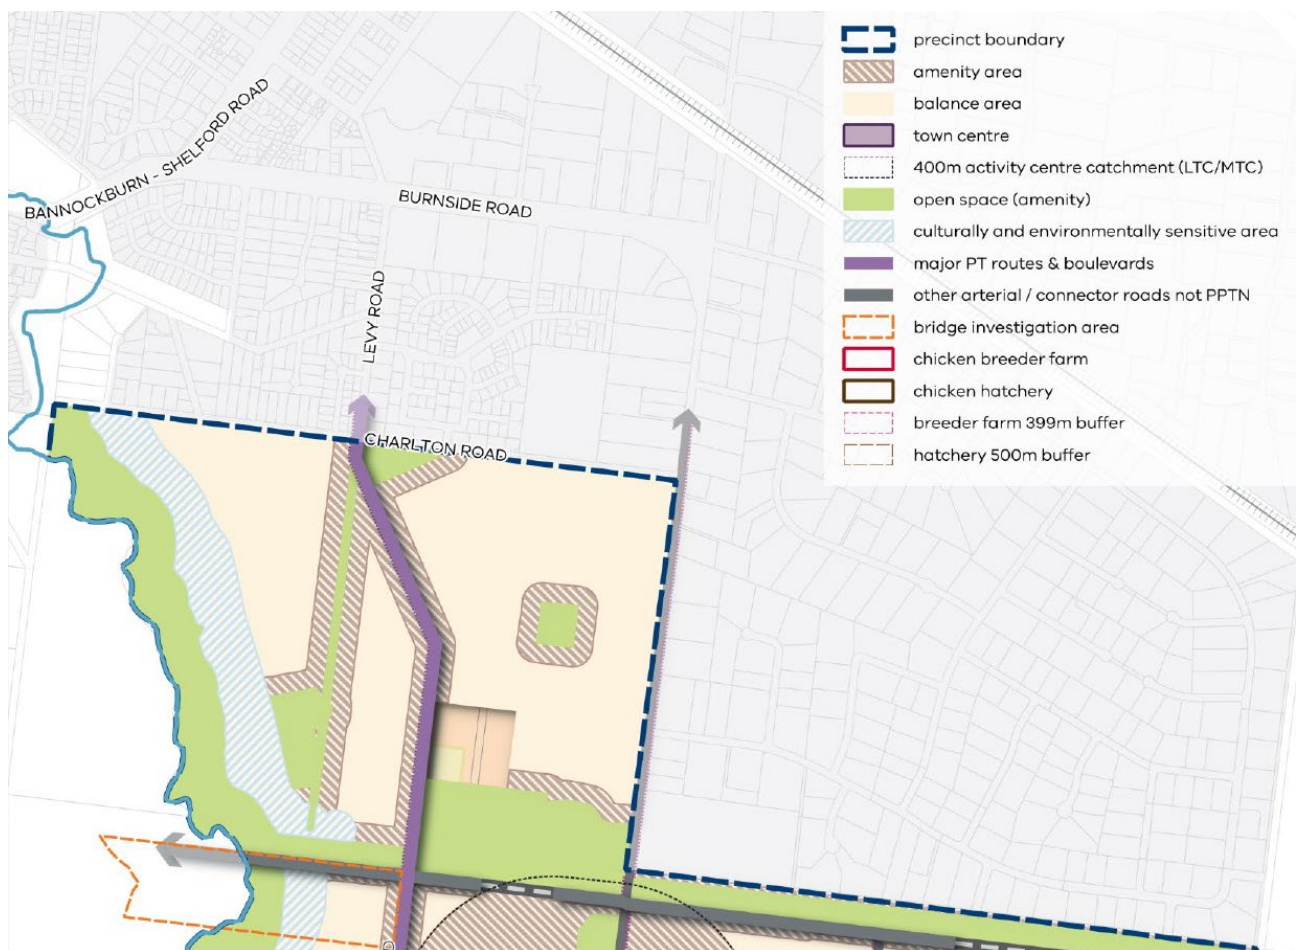 precinct boundary
amenity area
balance area
town centre
400m activity centre catchment (LTC/MTC)
open space (amenity)
culturally and environmentally sensitive area
major PT routes & boulevards
other arterial / connector roads not PPTN
bridge investigation area
chicken breeder farm
chicken hatchery
breeder farm 399m buffer
hatchery 500m buffer
BANNOCKBURN - SHELFORD ROAD
BURNSIDE ROAD
LEVY ROAD
CHARLTON ROAD